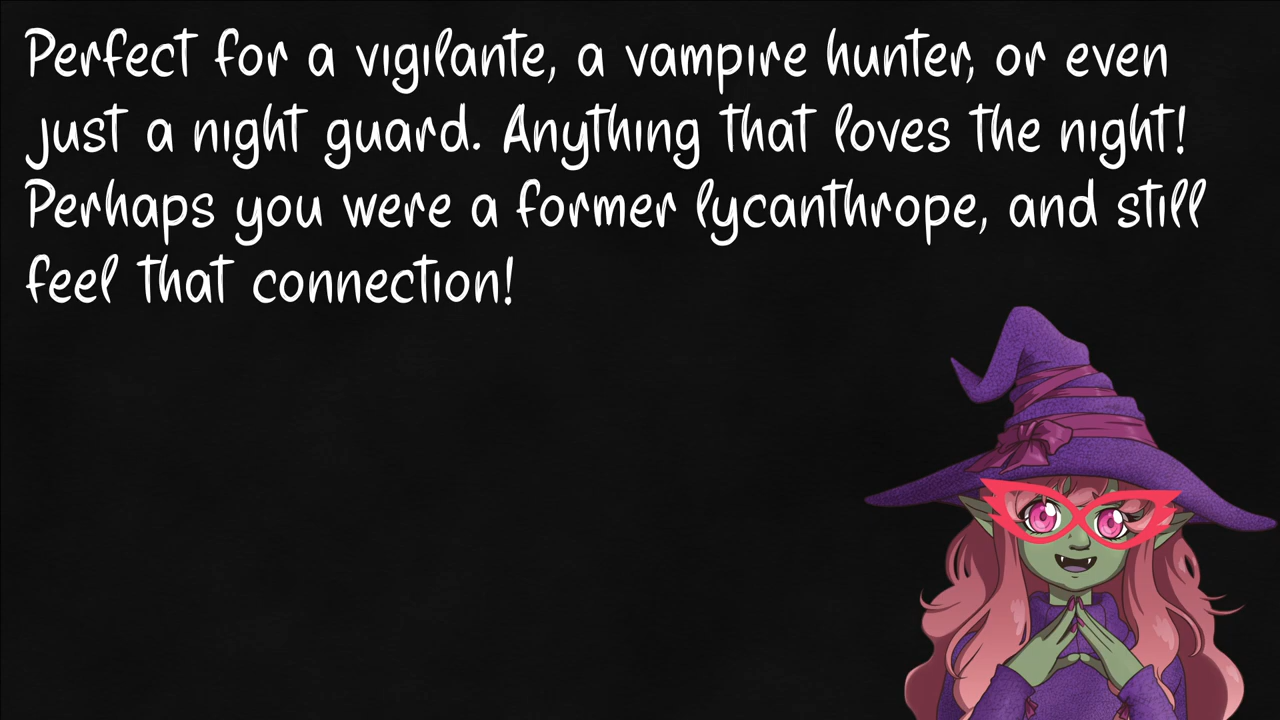 Perfect for a vigilante, a vampire hunter, or even
just a night guard. Anything that loves the night!
Perhaps you were a former lycanthrope, and still
feel that connection!